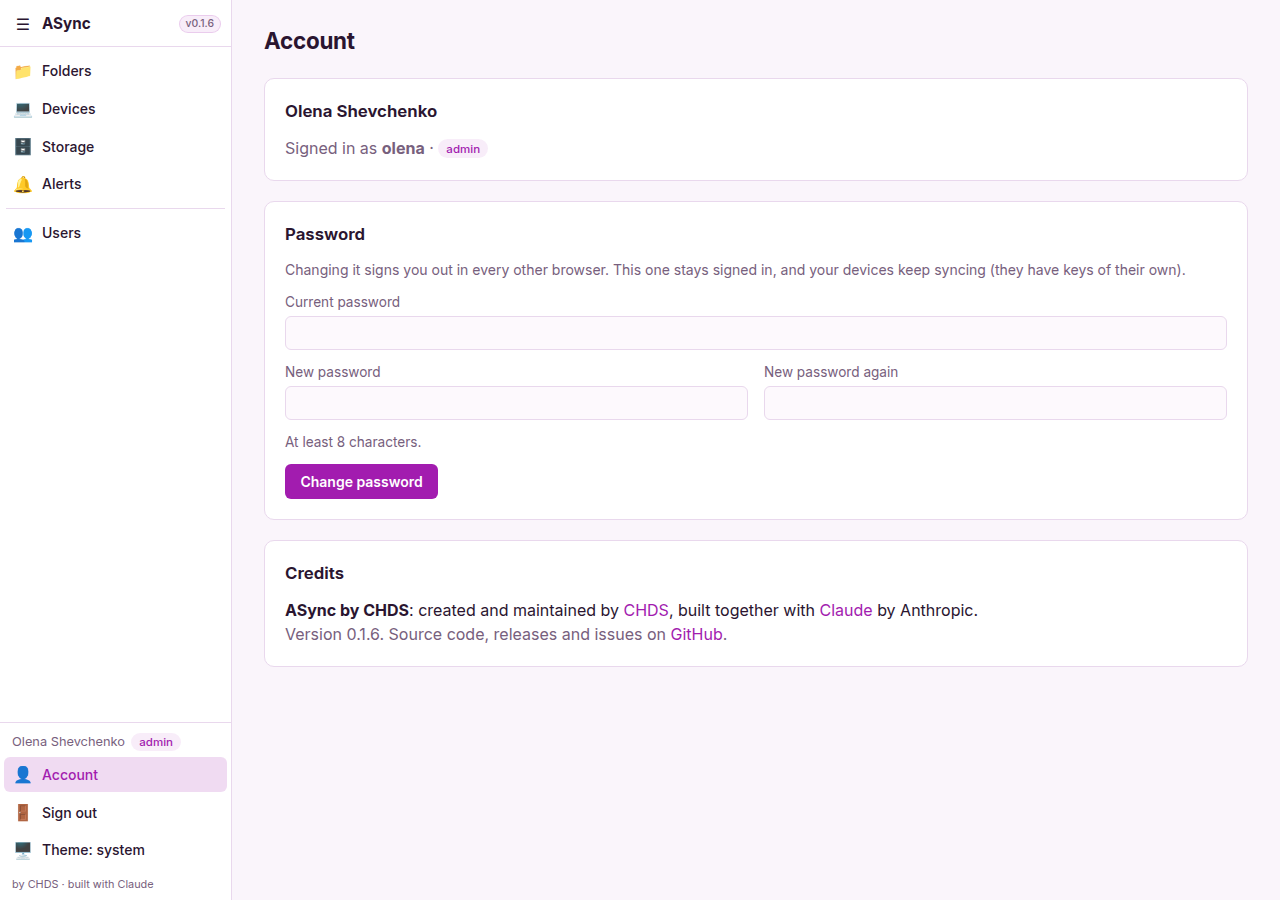 ASync
v0.1.6
Folders
Devices
Storage
Alerts
Users
Olena Shevchenko admin
Account
Sign out
Theme: system
by CHDS · built with Claude
Account
Olena Shevchenko
Signed in as olena · admin
Password
Changing it signs you out in every other browser. This one stays signed in, and your devices keep syncing (they have keys of their own).
Current password
New password
New password again
At least 8 characters.
Change password
Credits
ASync by CHDS: created and maintained by CHDS, built together with Claude by Anthropic.
Version 0.1.6. Source code, releases and issues on GitHub.